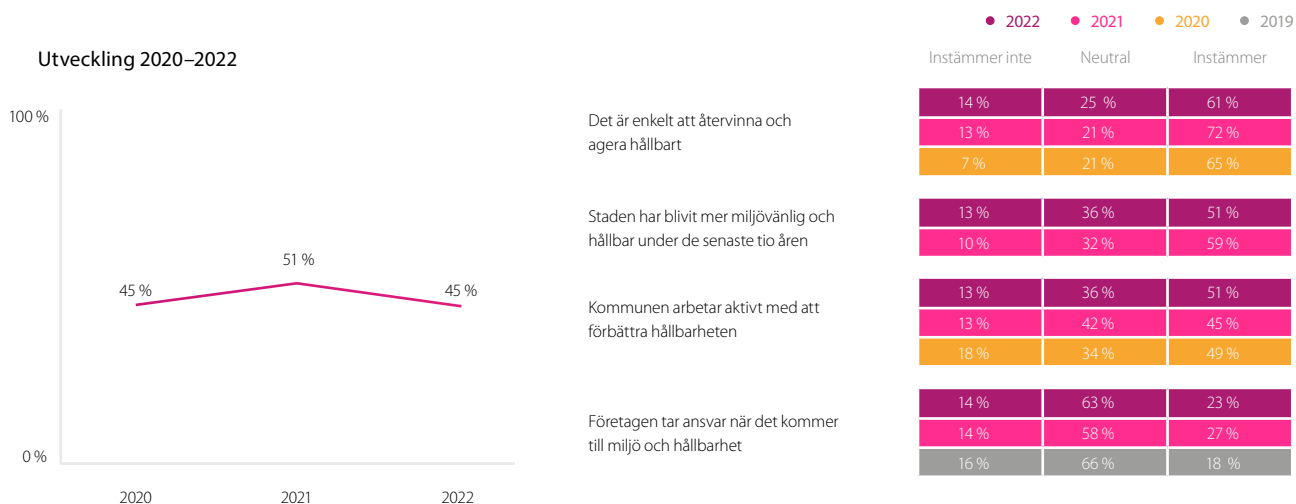 2022 2021 2020 2019
Utveckling 2020–2022
Instämmer inte Neutral Instämmer
100 %
51 %
45 %
45 %
0 %
2020 2021 2022
Det är enkelt att återvinna och
agera hållbart
14 % 25 % 61 %
13 % 21 % 72 %
7 % 21 % 65 %
Staden har blivit mer miljövänlig och
hållbar under de senaste tio åren
13 % 36 % 51 %
10 % 32 % 59 %
Kommunen arbetar aktivt med att
förbättra hållbarheten
13 % 36 % 51 %
13 % 42 % 45 %
18 % 34 % 49 %
Företagen tar ansvar när det kommer
till miljö och hållbarhet
14 % 63 % 23 %
14 % 58 % 27 %
16 % 66 % 18 %